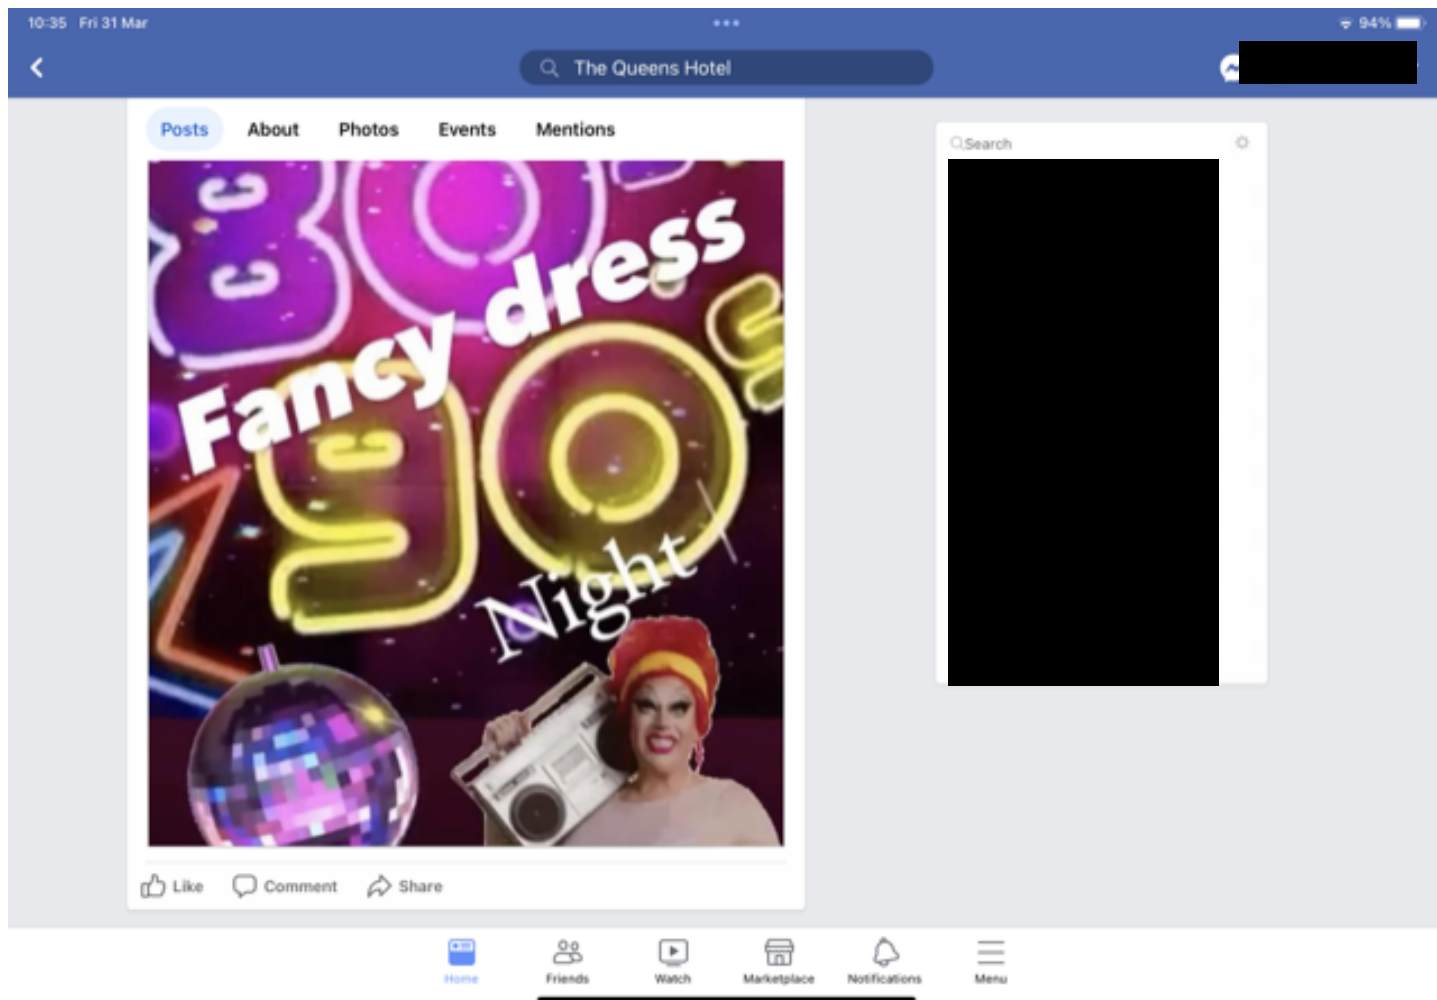 10:35 Fri 31 Mar
94%
The Queens Hotel
Posts About Photos Events Mentions
Search
80s
Fancy dress
90s
Night
Like Comment Share
Home Friends Watch Marketplace Notifications Menu